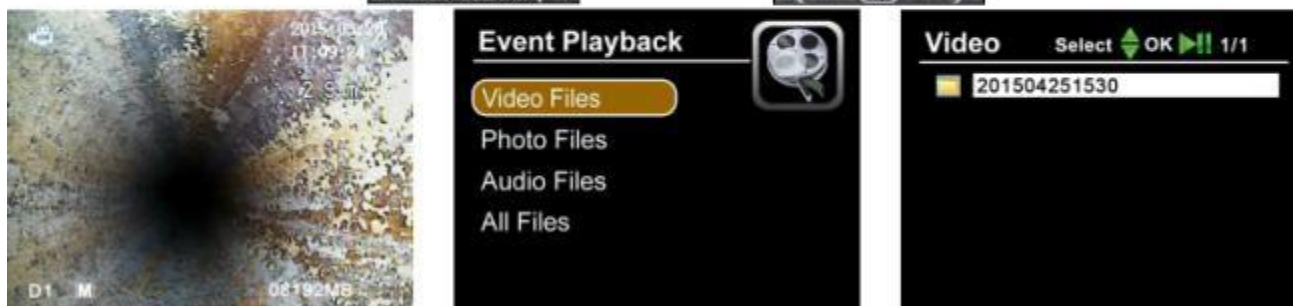 11:09:24
D1 M 08192MB
Event Playback
Video Files
Photo Files
Audio Files
All Files
Video Select OK 1/1
201504251530